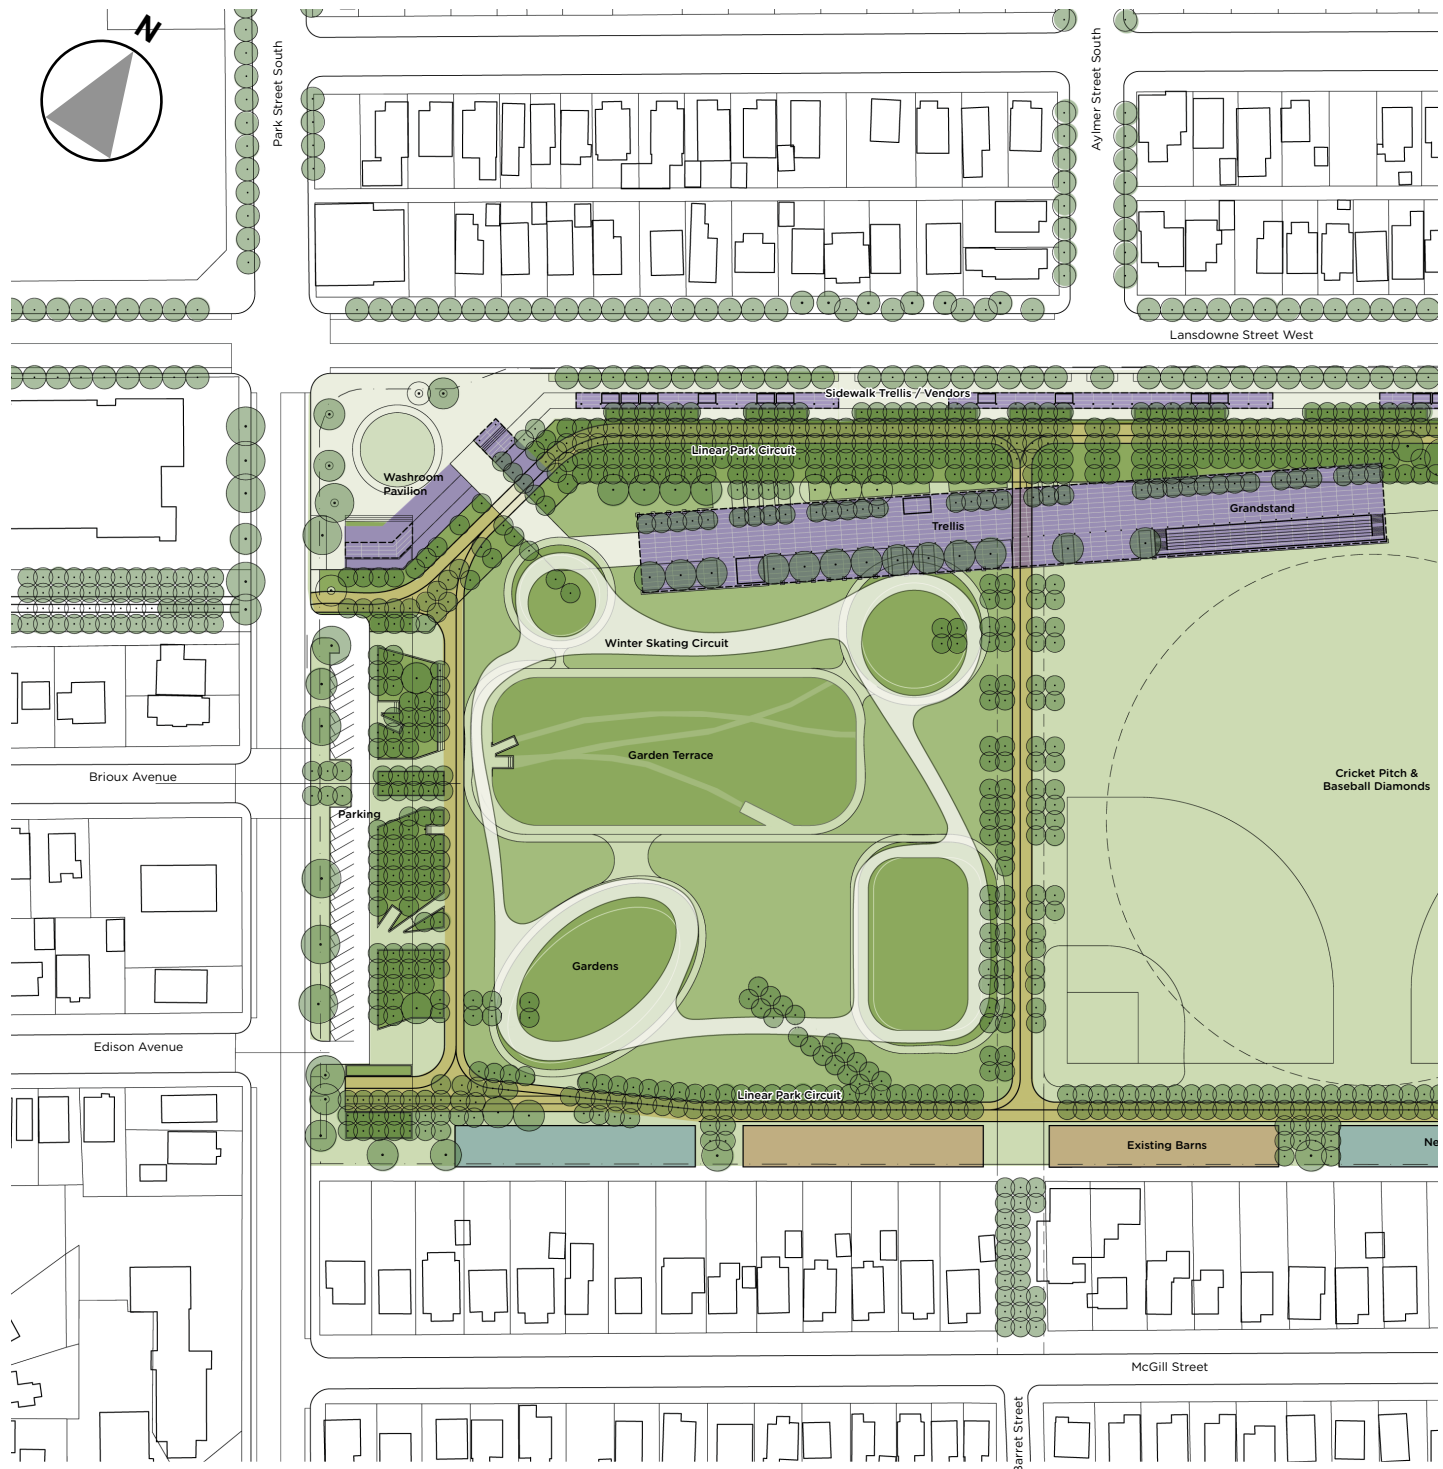 N
Park Street South
Aylmer Street South
Lansdowne Street West
Sidewalk Trellis / Vendors
Linear Park Circuit
Washroom
Pavilion
Grandstand
Trellis
Winter Skating Circuit
Garden Terrace
Cricket Pitch &
Baseball Diamonds
Brioux Avenue
Parking
Gardens
Edison Avenue
Linear Park Circuit
Existing Barns
Ne
McGill Street
Barret Street